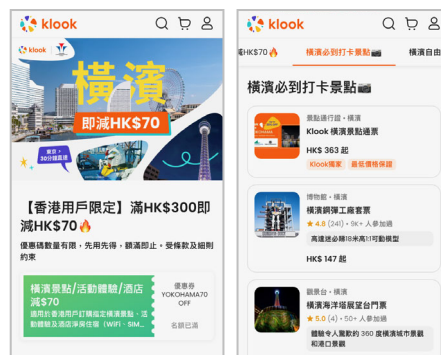 klook
klook
橫濱
即減HK$70
東京 >
30分鐘直達
【香港用戶限定】滿HK$300即
減HK$70🔥
優惠碼數量有限，先用先得，額滿即止。受條款及細則
約束
橫濱景點/活動體驗/酒店
減$70
適用於香港用戶訂購指定橫濱景點、活
動體驗及酒店淨房住宿（WIFI、SIM...
優惠券
YOKOHAMA70
OFF
名額已滿
klook
HK$70🔥
橫濱必到打卡景點📷
橫濱自由
橫濱必到打卡景點📷
景點通行證・橫濱
Klook 橫濱景點通票
HK$ 363 起
Klook獨家
最低價格保證
博物館・橫濱
橫濱鋼彈工廠套票
★ 4.8 (241)・9K+ 人參加過
高達迷必睇18米高1:1可動模型
HK$ 147 起
觀景台・橫濱
橫濱海洋塔展望台門票
★ 5.0 (4)・50+ 人參加過
體驗令人驚歎的 360 度橫濱城市景觀
和港口景觀